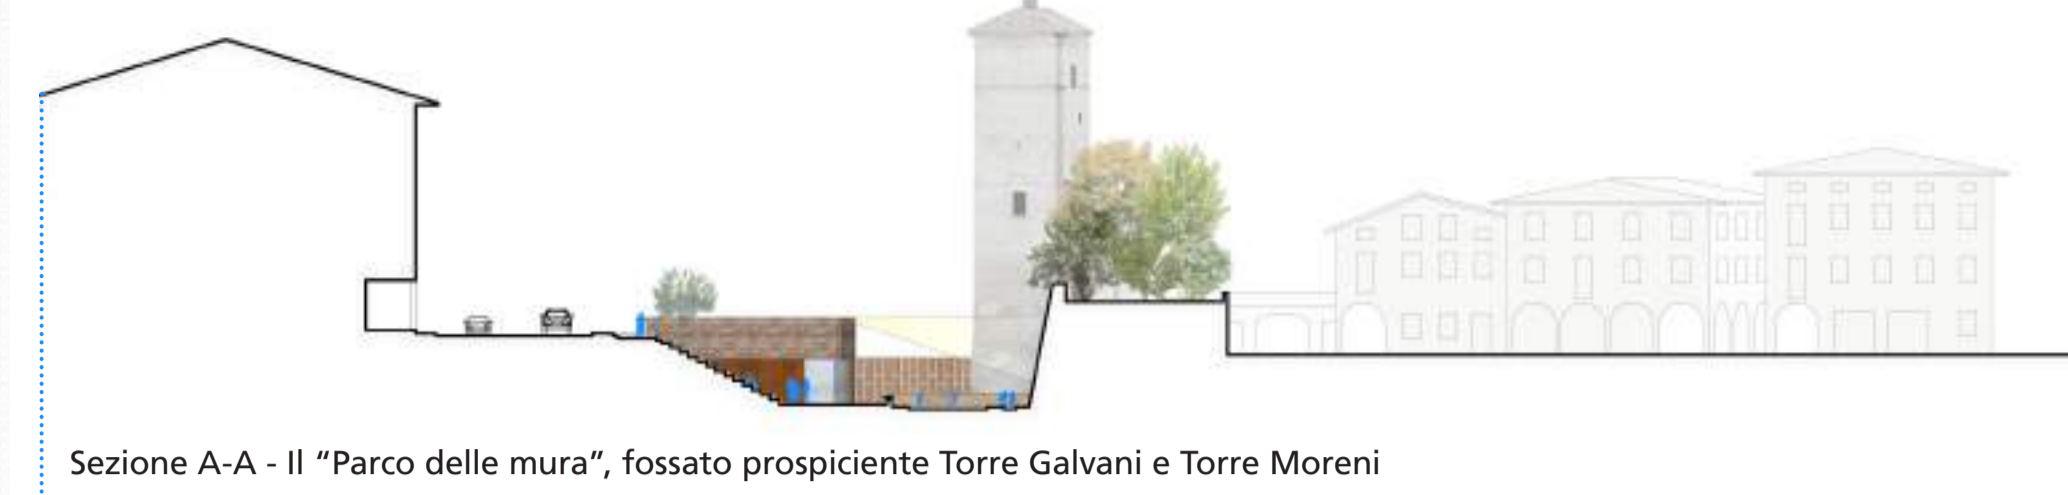 Sezione A-A - Il “Parco delle mura”, fossato prospiciente Torre Galvani e Torre Moreni